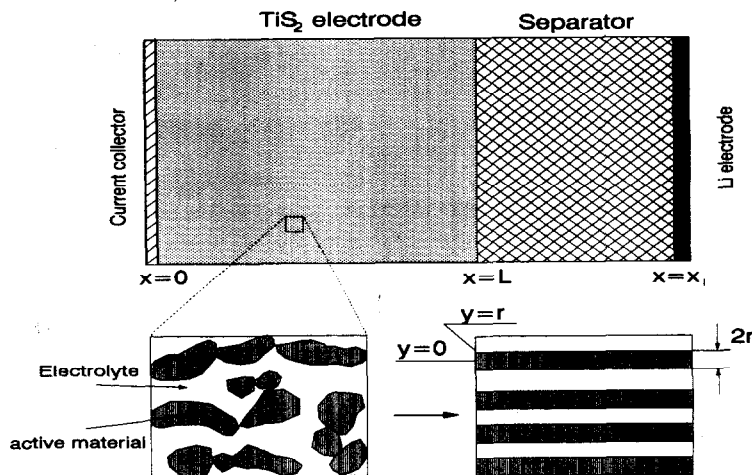 TiS₂ electrode
Separator
Current collector
Li electrode
x=0
x=L
x=x₁
y=r
y=0
2r
Electrolyte
active material